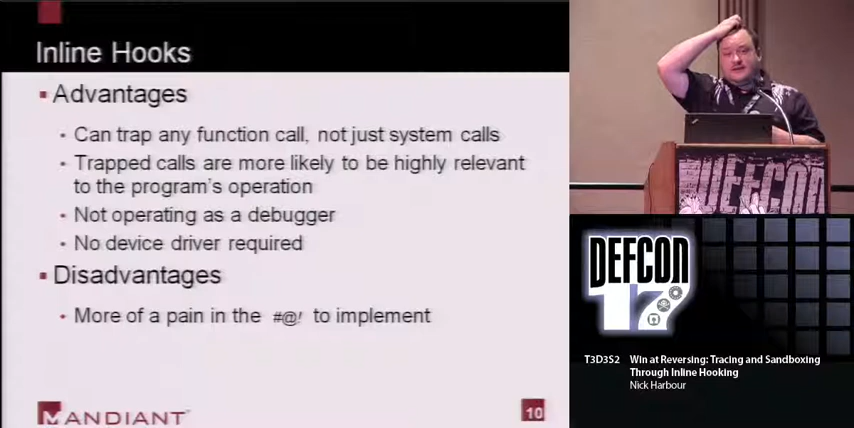 Inline Hooks
Advantages
Can trap any function call, not just system calls
Trapped calls are more likely to be highly relevant
to the program's operation
Not operating as a debugger
No device driver required
Disadvantages
More of a pain in the #@! to implement
MANDIANT
10
DEFCON
DEFCON
17
T3D3S2 Win at Reversing: Tracing and Sandboxing
Through Inline Hooking
Nick Harbour